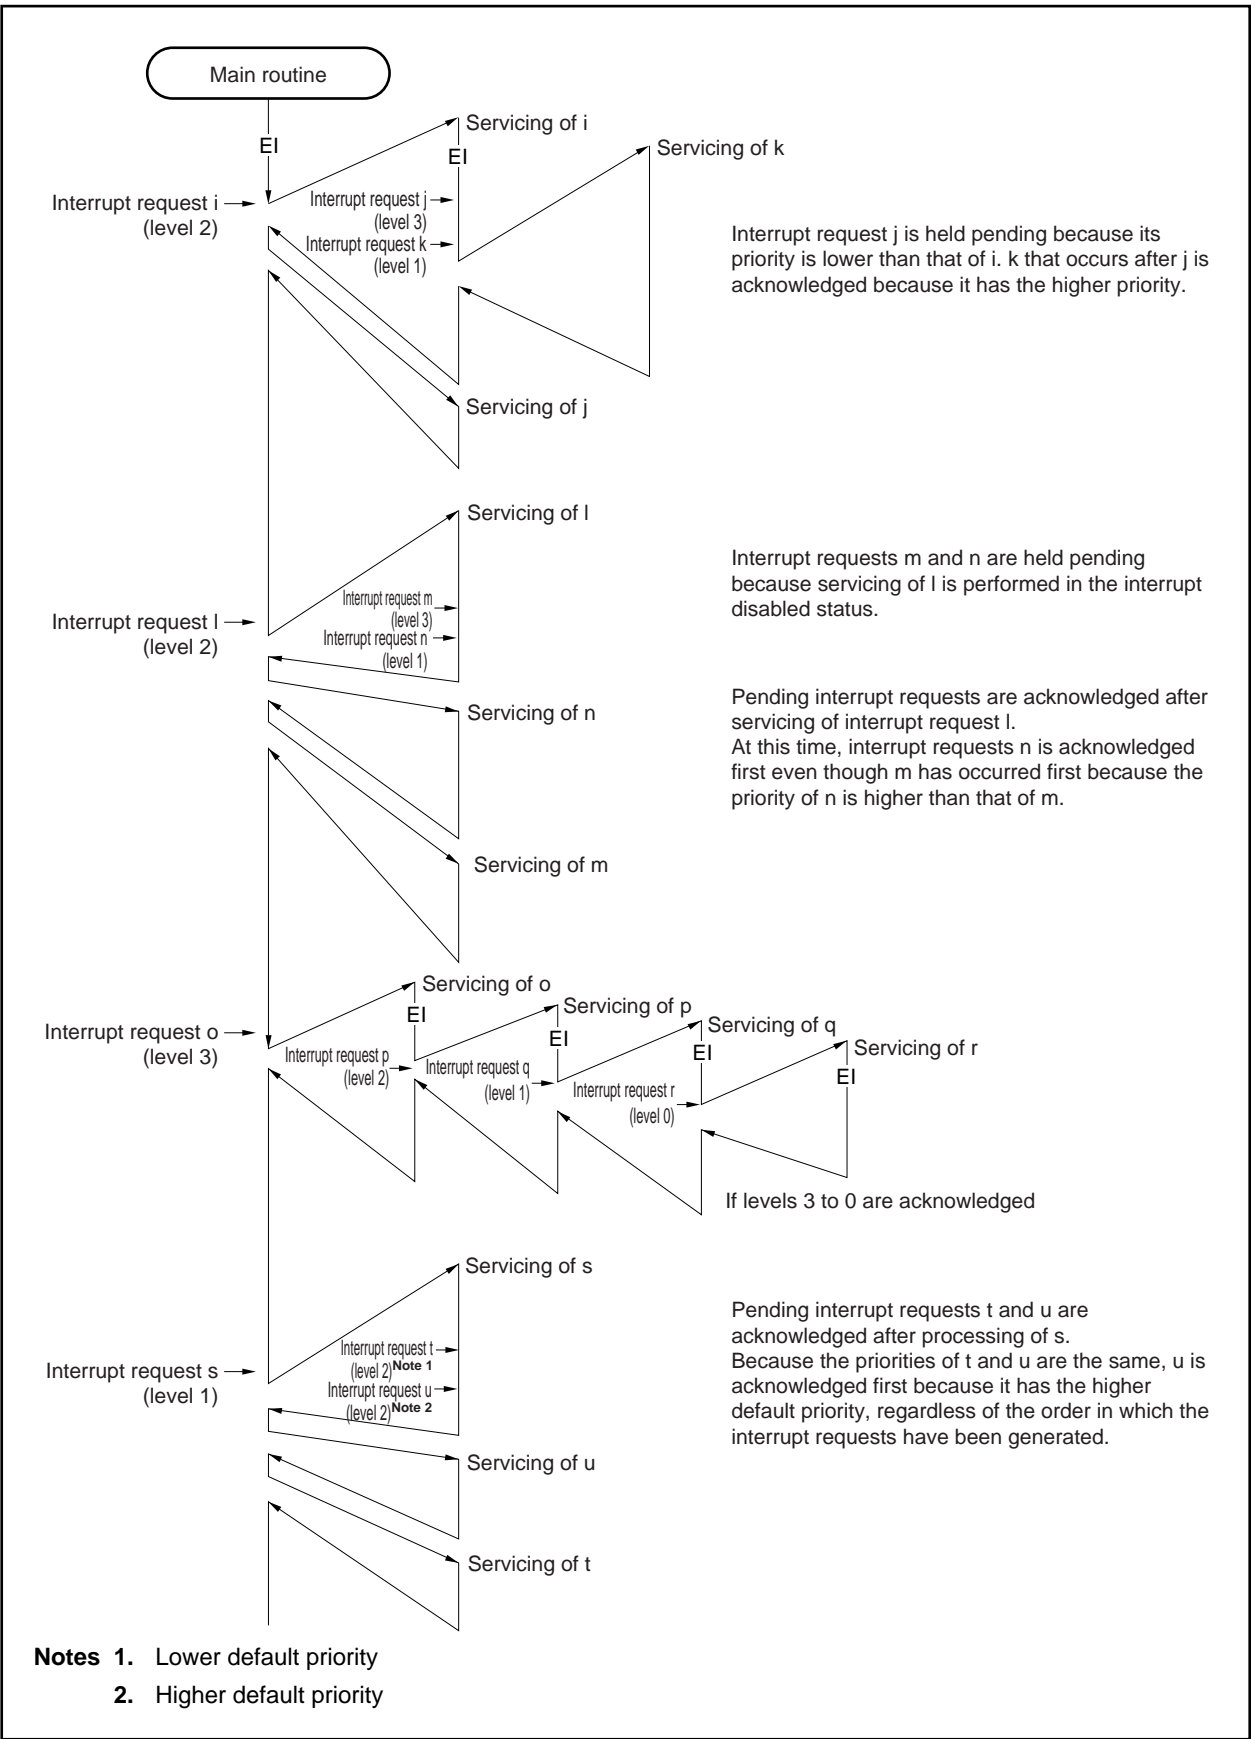 Main routine
EI
Servicing of i
EI
Servicing of k
Interrupt request i
(level 2)
Interrupt request j
(level 3)
Interrupt request k
(level 1)
Interrupt request j is held pending because its
priority is lower than that of i. k that occurs after j is
acknowledged because it has the higher priority.
Servicing of j
Servicing of l
Interrupt request l
(level 2)
Interrupt request m
(level 3)
Interrupt request n
(level 1)
Interrupt requests m and n are held pending
because servicing of l is performed in the interrupt
disabled status.
Servicing of n
Pending interrupt requests are acknowledged after
servicing of interrupt request l.
At this time, interrupt requests n is acknowledged
first even though m has occurred first because the
priority of n is higher than that of m.
Servicing of m
Servicing of o
EI
Servicing of p
EI
Servicing of q
EI
Servicing of r
EI
Interrupt request o
(level 3)
Interrupt request p
(level 2)
Interrupt request q
(level 1)
Interrupt request r
(level 0)
If levels 3 to 0 are acknowledged
Servicing of s
Interrupt request s
(level 1)
Interrupt request t
(level 2) Note 1
Interrupt request u
(level 2) Note 2
Pending interrupt requests t and u are
acknowledged after processing of s.
Because the priorities of t and u are the same, u is
acknowledged first because it has the higher
default priority, regardless of the order in which the
interrupt requests have been generated.
Servicing of u
Servicing of t
Notes 1. Lower default priority
2. Higher default priority